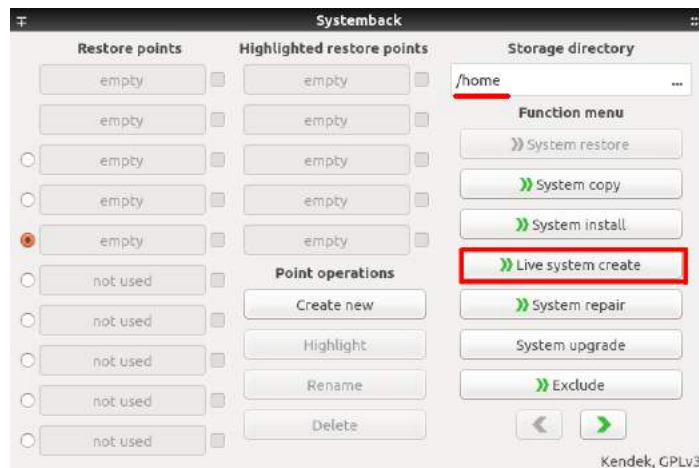 Systemback
Restore points
empty
empty
empty
empty
empty
not used
not used
not used
not used
not used
Highlighted restore points
empty
empty
empty
empty
empty
Point operations
Create new
Highlight
Rename
Delete
Storage directory
/home ...
Function menu
System restore
System copy
System install
Live system create
System repair
System upgrade
Exclude
Kendek, GPLv3